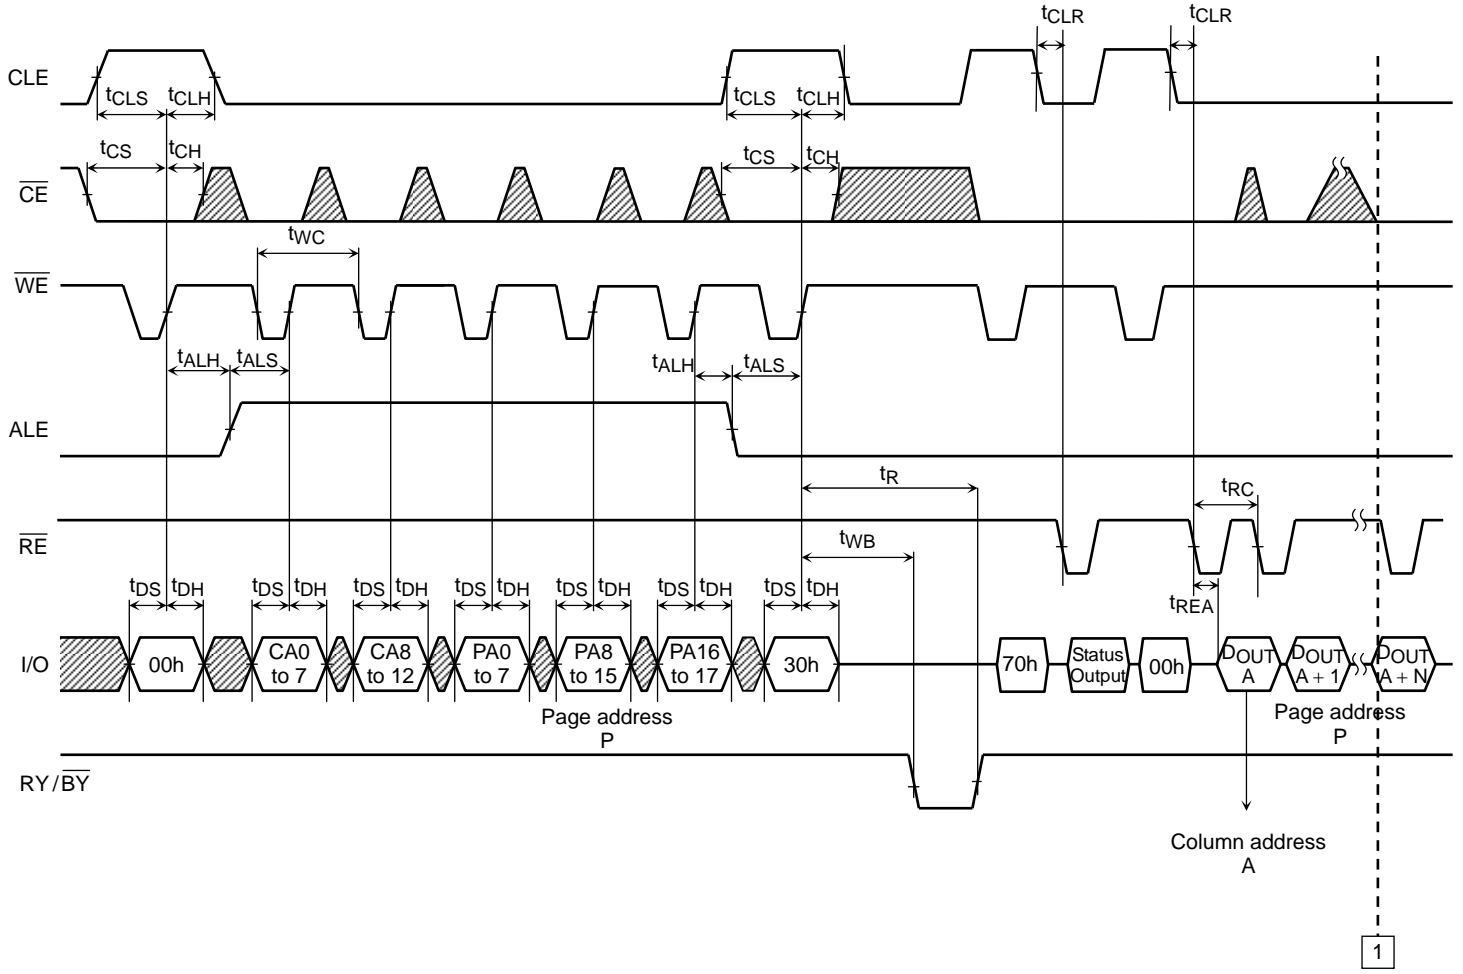 tCLR tCLR
CLE
tCLS tCLH tCLS tCLH
tCS tCH tCS tCH
CE
tWC
WE
tALH tALS tALH tALS
ALE
tR
tRC
RE
tWB
tDS tDH tDS tDH tDS tDH tDS tDH tDS tDH tDS tDH tDS tDH
tREA
I/O
00h
CA0
to 7
CA8
to 12
PA0
to 7
PA8
to 15
PA16
to 17
30h
70h
Status
Output
00h
DOUT
A
DOUT
A + 1
DOUT
A + N
Page address
P
Page address
P
RY/BY
Column address
A
1